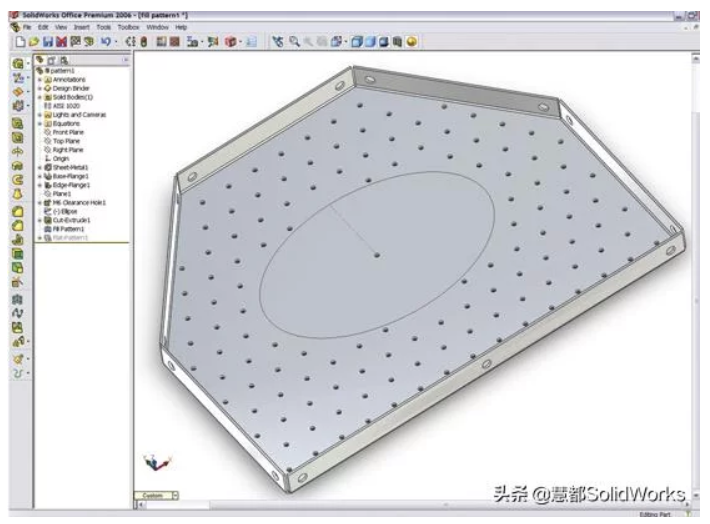 SolidWorks Office Premium 2006 - [fill pattern1 *]
File Edit View Insert Tools Toolbox Window Help
pattern1
Annotations
Design Binder
Solid Bodies(1)
AISI 1020
Lights and Cameras
Equations
Front Plane
Top Plane
Right Plane
Origin
Sheet-Metal1
Base-Flange1
Edge-Flange1
Plane1
M6 Clearance Hole1
(-) Ellipse
Cut-Extrude1
Fill Pattern1
Flat-Pattern1
Custom
头条 @慧都SolidWorks
Editing Part